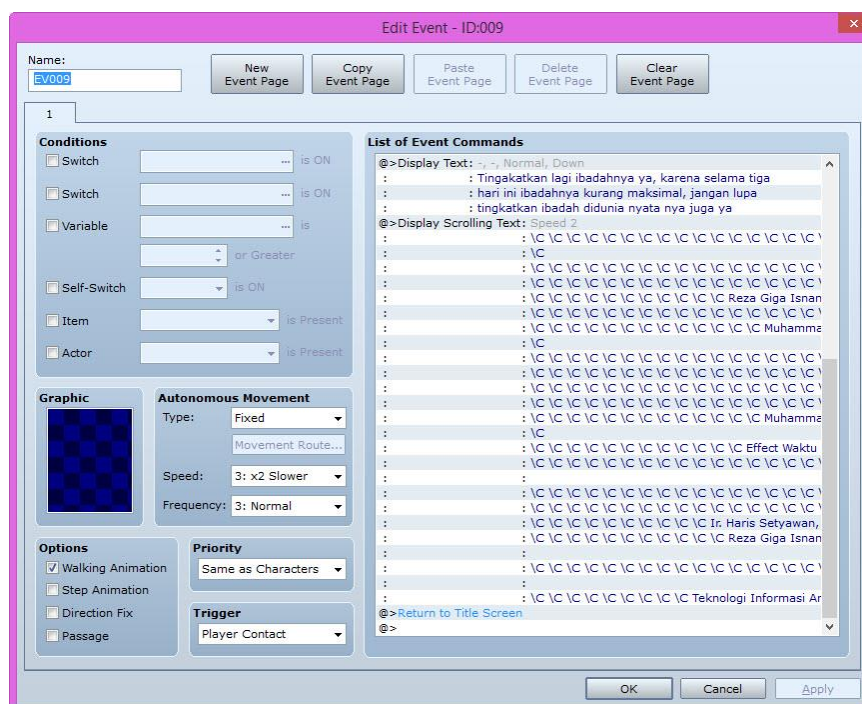 Edit Event - ID:009
Name:
EV009
New Event Page
Copy Event Page
Paste Event Page
Delete Event Page
Clear Event Page
1
Conditions
Switch ... is ON
Switch ... is ON
Variable ... is
or Greater
Self-Switch is ON
Item is Present
Actor is Present
Graphic
Autonomous Movement
Type: Fixed
Movement Route...
Speed: 3: x2 Slower
Frequency: 3: Normal
Options
Walking Animation
Step Animation
Direction Fix
Passage
Priority
Same as Characters
Trigger
Player Contact
List of Event Commands
@>Display Text: -, -, Normal, Down
: : Tingakatkan lagi ibadahnya ya, karena selama tiga
: : hari ini ibadahnya kurang maksimal, jangan lupa
: : tingkatkan ibadah didunia nyata nya juga ya
@>Display Scrolling Text: Speed 2
: : \C \C \C \C \C \C \C \C \C \C \C \C \C \C \C \C \
: : \C
: : \C \C \C \C \C \C \C \C \C \C \C \C \C \C \C \C \
: : \C \C \C \C \C \C \C \C \C \C \C \C \C \C \C \C \
: : \C \C \C \C \C \C \C \C \C \C \C Reza Giga Isnan
: : \C \C \C \C \C \C \C \C \C \C \C \C \C \C \C \C \
: : \C \C \C \C \C \C \C \C \C \C \C \C \C Muhamma
: : \C
: : \C \C \C \C \C \C \C \C \C \C \C \C \C \C \C \C \
: : \C \C \C \C \C \C \C \C \C \C \C \C \C \C \C \C \
: : \C \C \C \C \C \C \C \C \C \C \C \C \C \C \C \C \
: : \C \C \C \C \C \C \C \C \C \C \C \C \C \C \C \C \
: : \C \C \C \C \C \C \C \C \C \C \C \C \C Muhamma
: : \C
: : \C \C \C \C \C \C \C \C \C \C \C \C Effect Waktu
: : \C \C \C \C \C \C \C \C \C \C \C \C \C \C \C \C \
: :
: : \C \C \C \C \C \C \C \C \C \C \C \C \C \C \C \C \
: : \C \C \C \C \C \C \C \C \C \C \C \C \C \C \C \C \
: : \C \C \C \C \C \C \C \C \C \C Ir. Haris Setyawan,
: : \C \C \C \C \C \C \C \C \C \C \C Reza Giga Isnan
: :
: : \C \C \C \C \C \C \C \C \C \C \C \C \C \C \C \C \
: :
: : \C \C \C \C \C \C \C \C \C Teknologi Informasi Ar
@>Return to Title Screen
@>
OK
Cancel
Apply